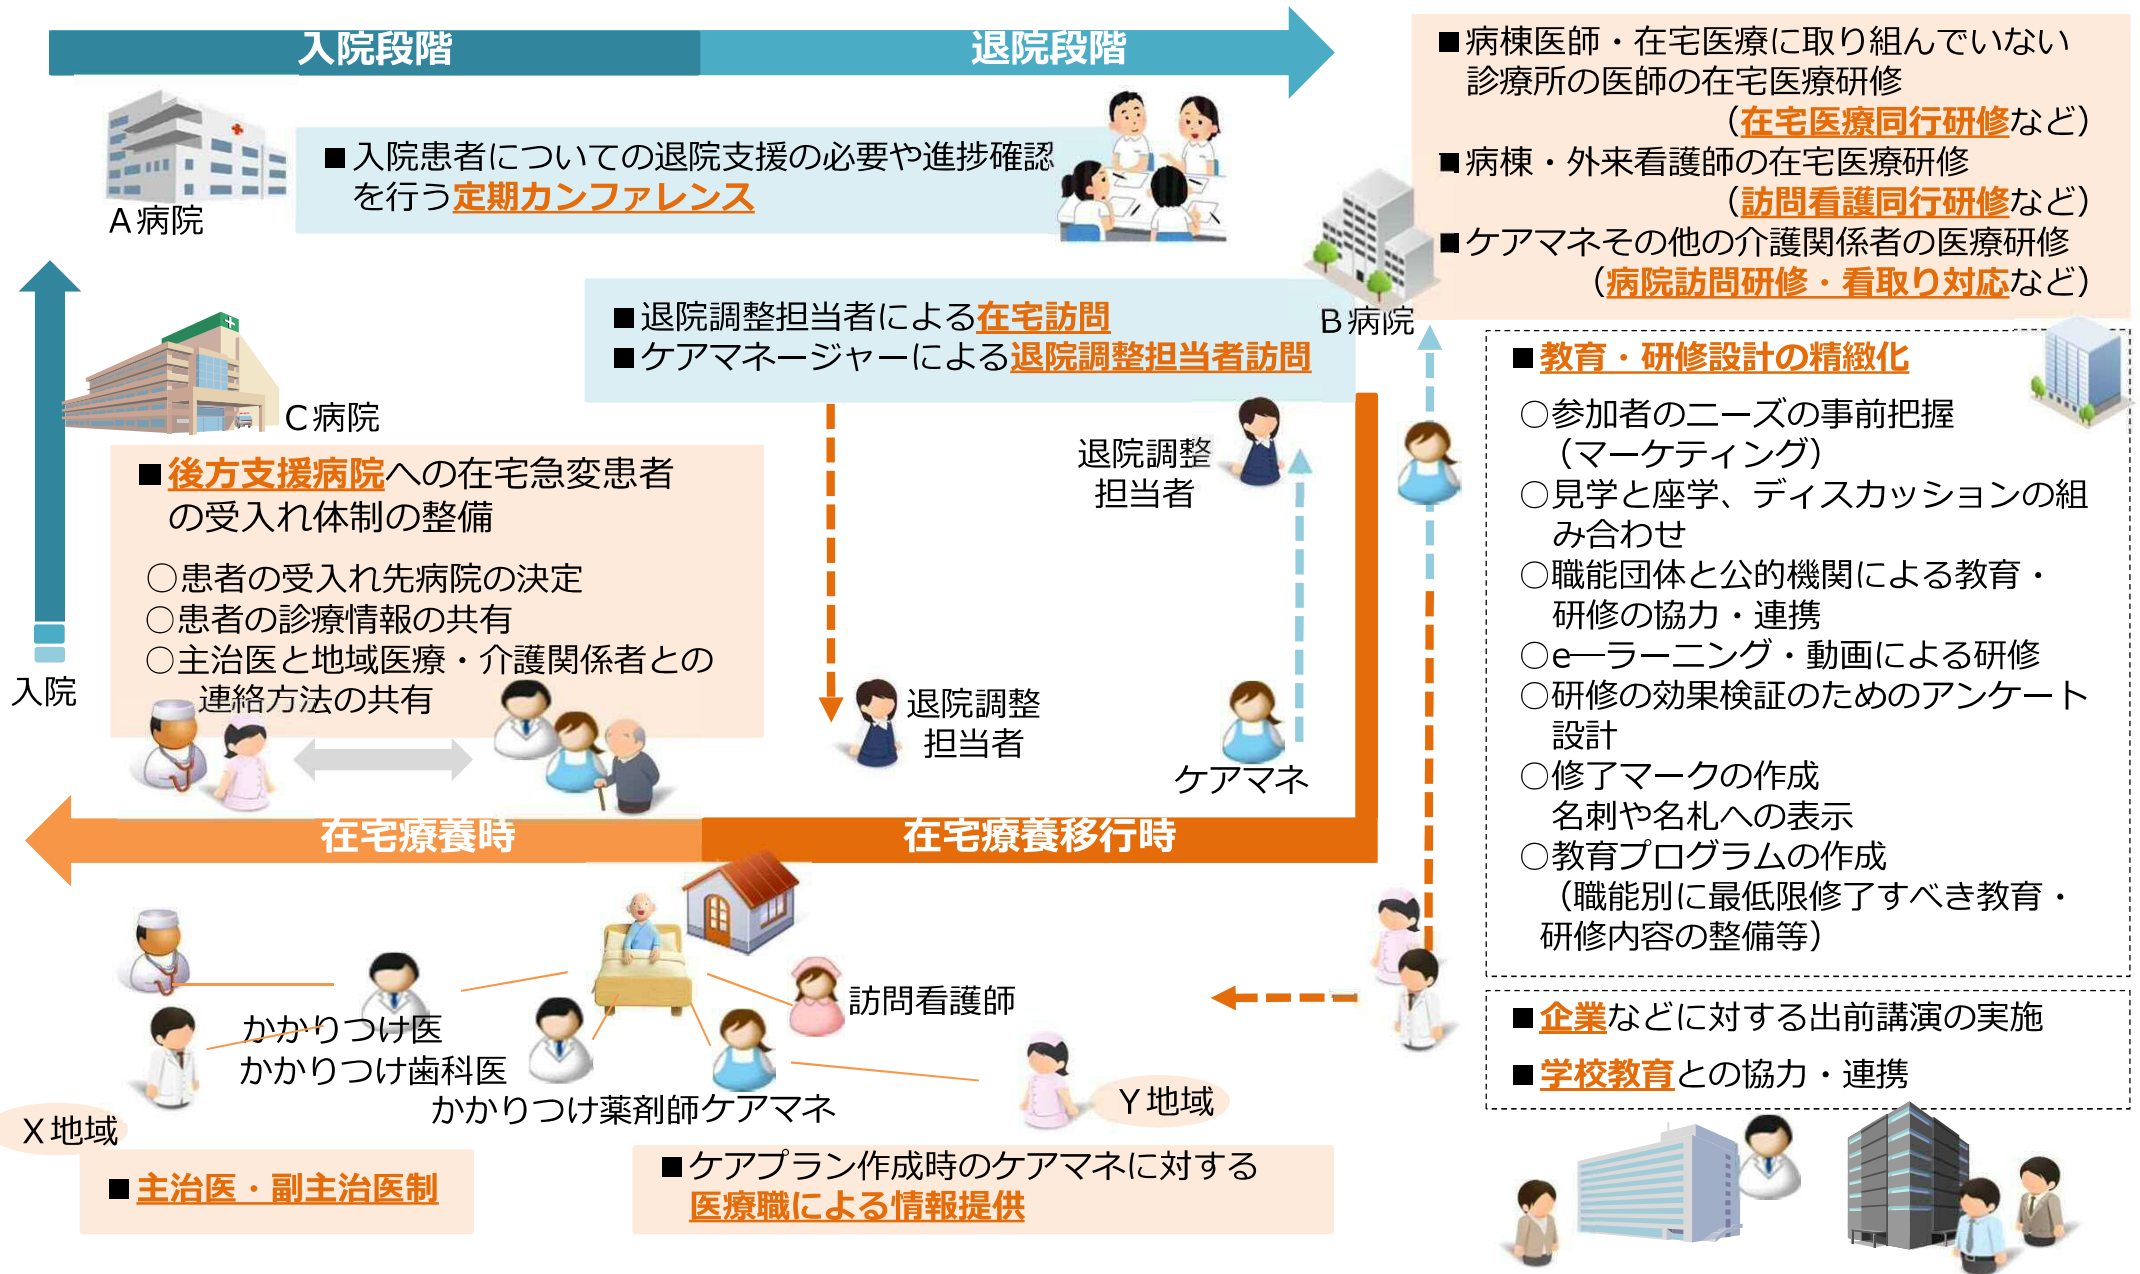 入院段階
退院段階
A病院
■入院患者についての退院支援の必要や進捗確認
を行う定期カンファレンス
■退院調整担当者による在宅訪問
■ケアマネージャーによる退院調整担当者訪問
B病院
■病棟医師・在宅医療に取り組んでいない
診療所の医師の在宅医療研修
（在宅医療同行研修など）
■病棟・外来看護師の在宅医療研修
（訪問看護同行研修など）
■ケアマネその他の介護関係者の医療研修
（病院訪問研修・看取り対応など）
C病院
■後方支援病院への在宅急変患者
の受入れ体制の整備
○患者の受入れ先病院の決定
○患者の診療情報の共有
○主治医と地域医療・介護関係者との
連絡方法の共有
入院
退院調整
担当者
退院調整
担当者
ケアマネ
■教育・研修設計の精緻化
○参加者のニーズの事前把握
（マーケティング）
○見学と座学、ディスカッションの組
み合わせ
○職能団体と公的機関による教育・
研修の協力・連携
○e―ラーニング・動画による研修
○研修の効果検証のためのアンケート
設計
○修了マークの作成
名刺や名札への表示
○教育プログラムの作成
（職能別に最低限修了すべき教育・
研修内容の整備等）
在宅療養時
在宅療養移行時
訪問看護師
かかりつけ医
かかりつけ歯科医
かかりつけ薬剤師
ケアマネ
X地域
Y地域
■主治医・副主治医制
■ケアプラン作成時のケアマネに対する
医療職による情報提供
■企業などに対する出前講演の実施
■学校教育との協力・連携